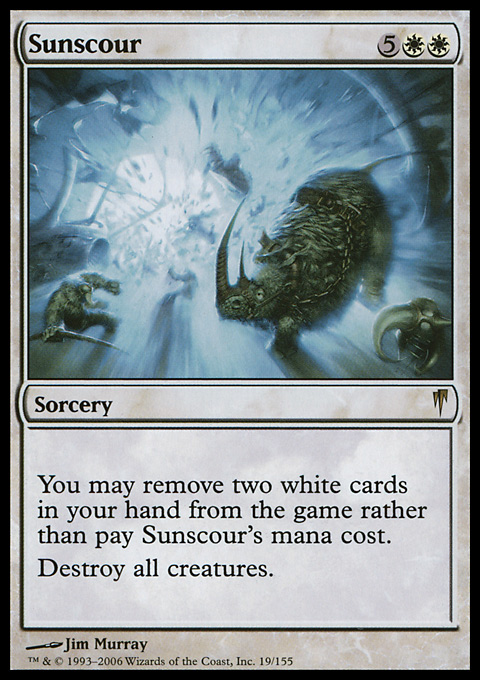 Sunscour 5
Sorcery
You may remove two white cards
in your hand from the game rather
than pay Sunscour's mana cost.
Destroy all creatures.
Jim Murray
™ & © 1993–2006 Wizards of the Coast, Inc. 19/155